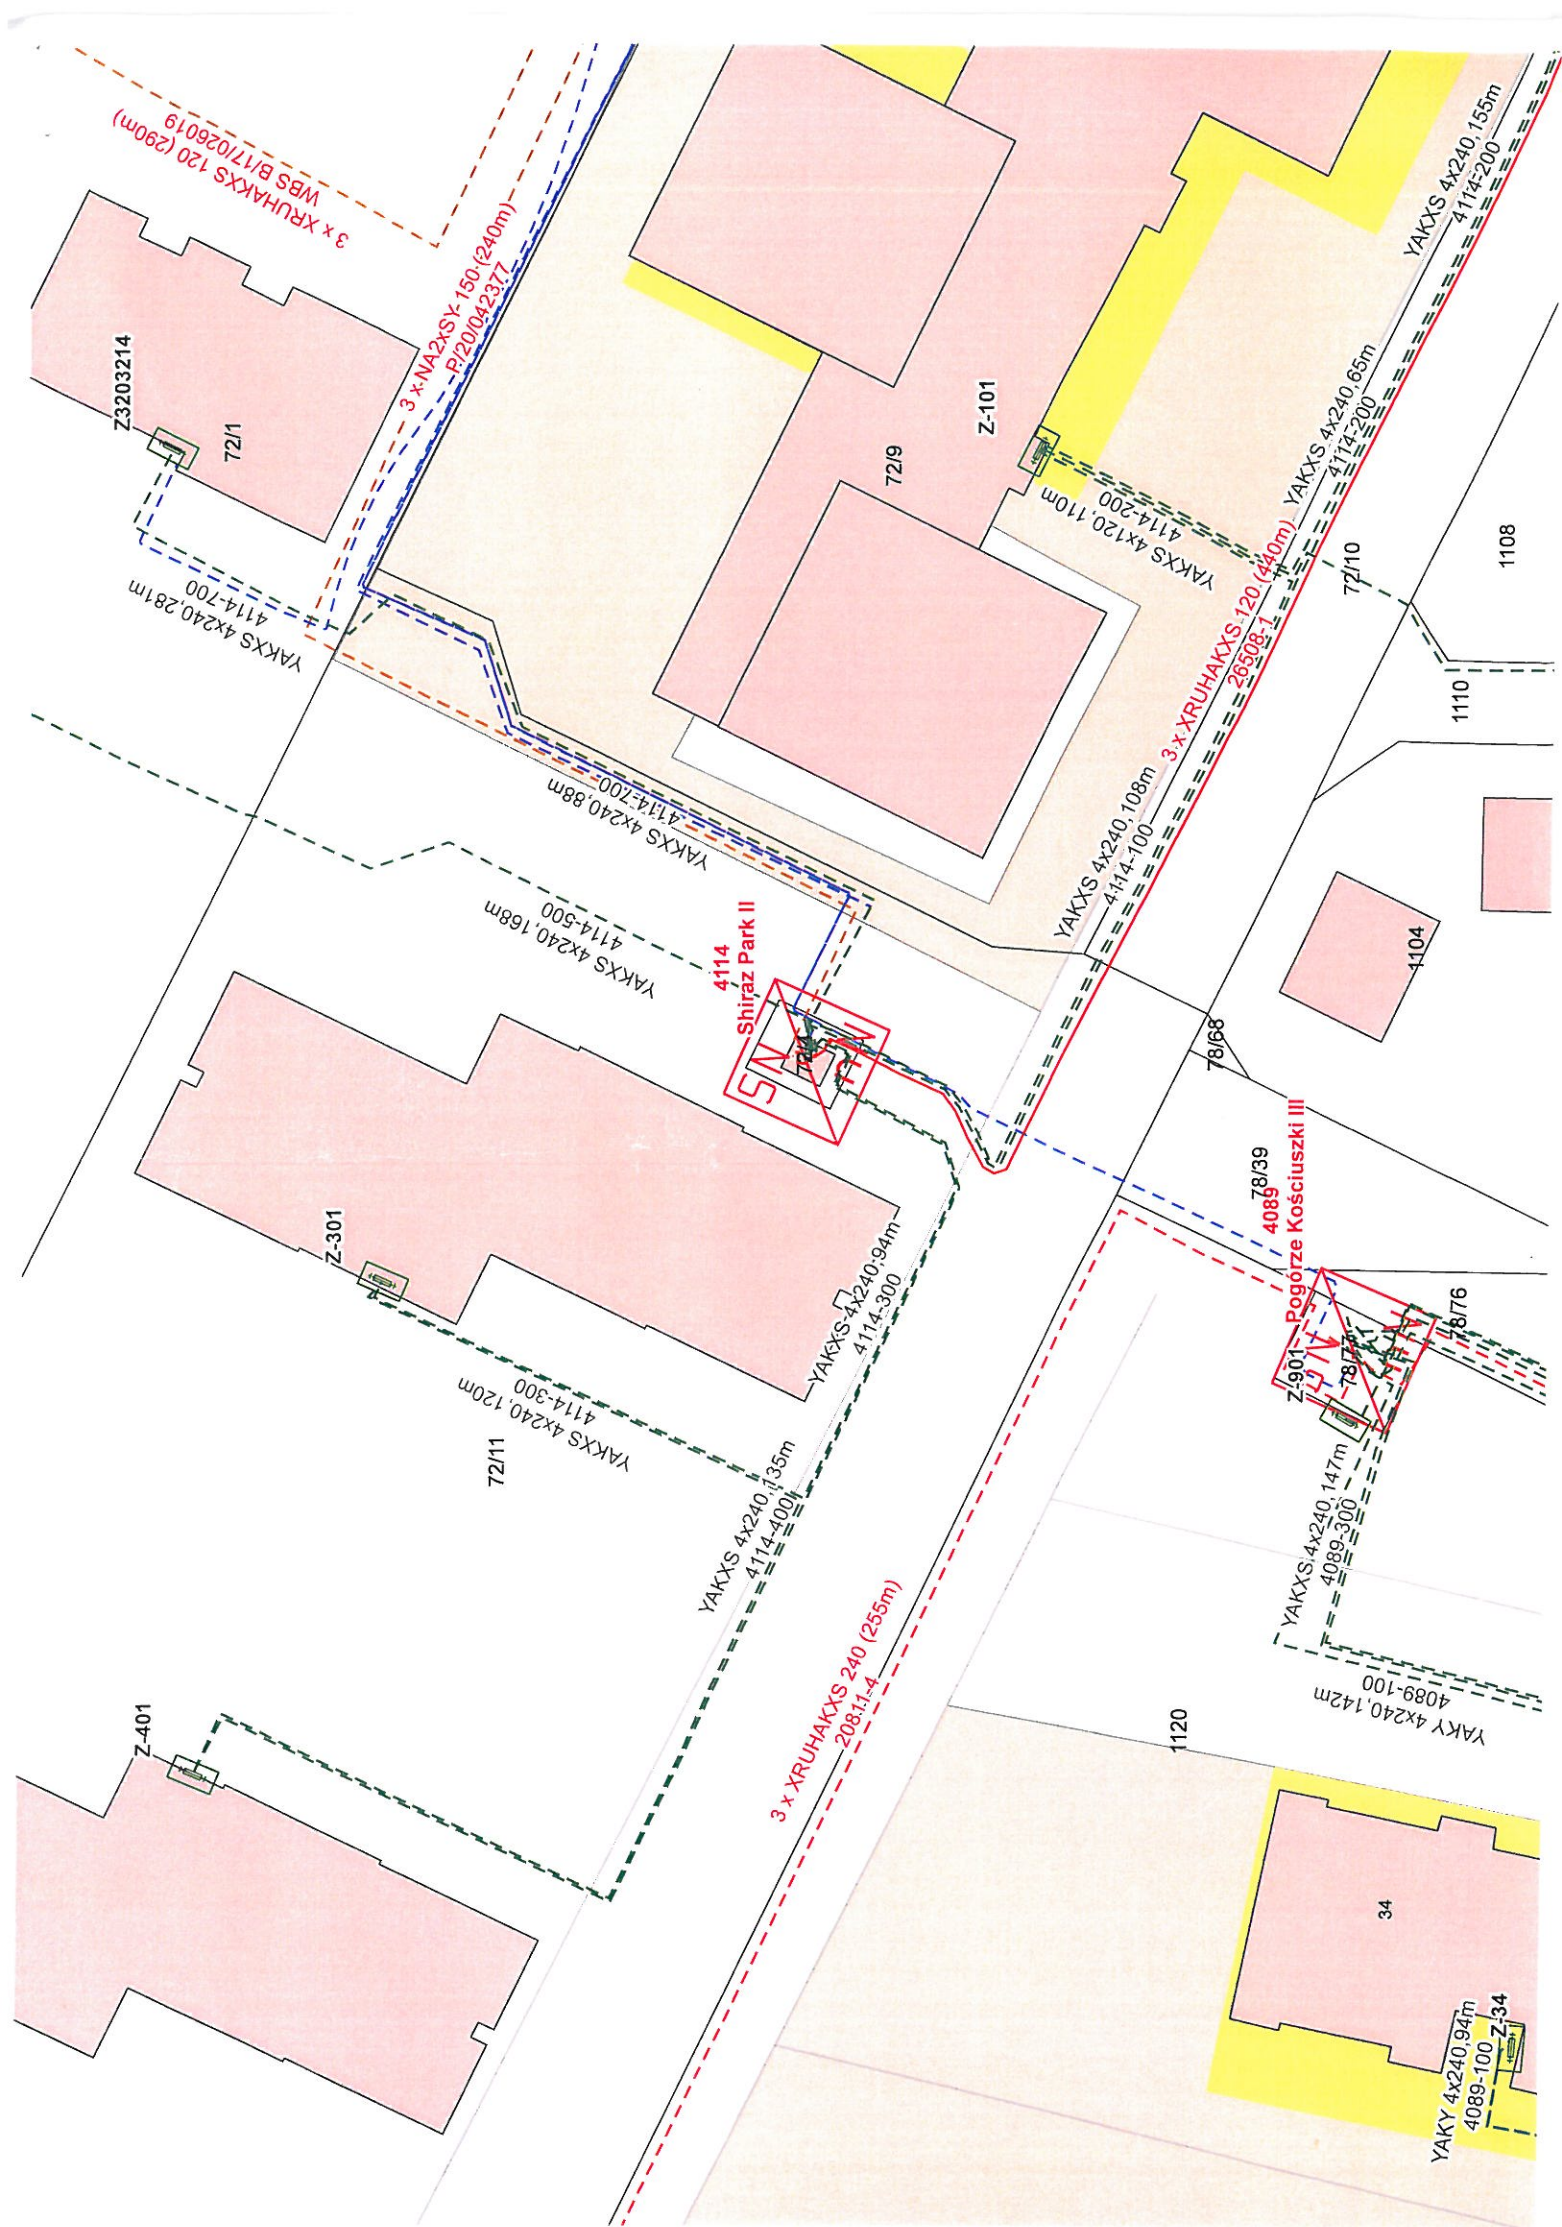 3 x XRUHAKXS 120 (290m)
WBS B/17/026019
3 x NA2xSY 150 (240m)
P/20/042377
Z3203214
72/1
YAKXS 4x240,281m
4114-700
YAKXS 4x240,88m
4114-700
YAKXS 4x240,168m
4114-500
4114
Shiraz Park II
SN
Z-101
72/9
YAKXS 4x120,110m
4114-200
YAKXS 4x240,155m
4114-200
YAKXS 4x240,65m
4114-200
3 x XRUHAKXS 120 (440m)
26508-1
YAKXS 4x240,108m
4114-100
72/10
1108
1110
1104
78/68
78/39
4089
Pogórze Kościuszki III
Z-901
SN
78/76
Z-301
YAKXS 4x240,120m
4114-300
YAKXS 4x240,94m
4114-300
72/11
YAKXS 4x240,135m
4114-400
Z-401
3 x XRUHAKXS 240 (255m)
20811-4
YAKXS 4x240,147m
4089-300
YAKY 4x240,142m
4089-100
1120
34
YAKY 4x240,94m
4089-100
Z-34